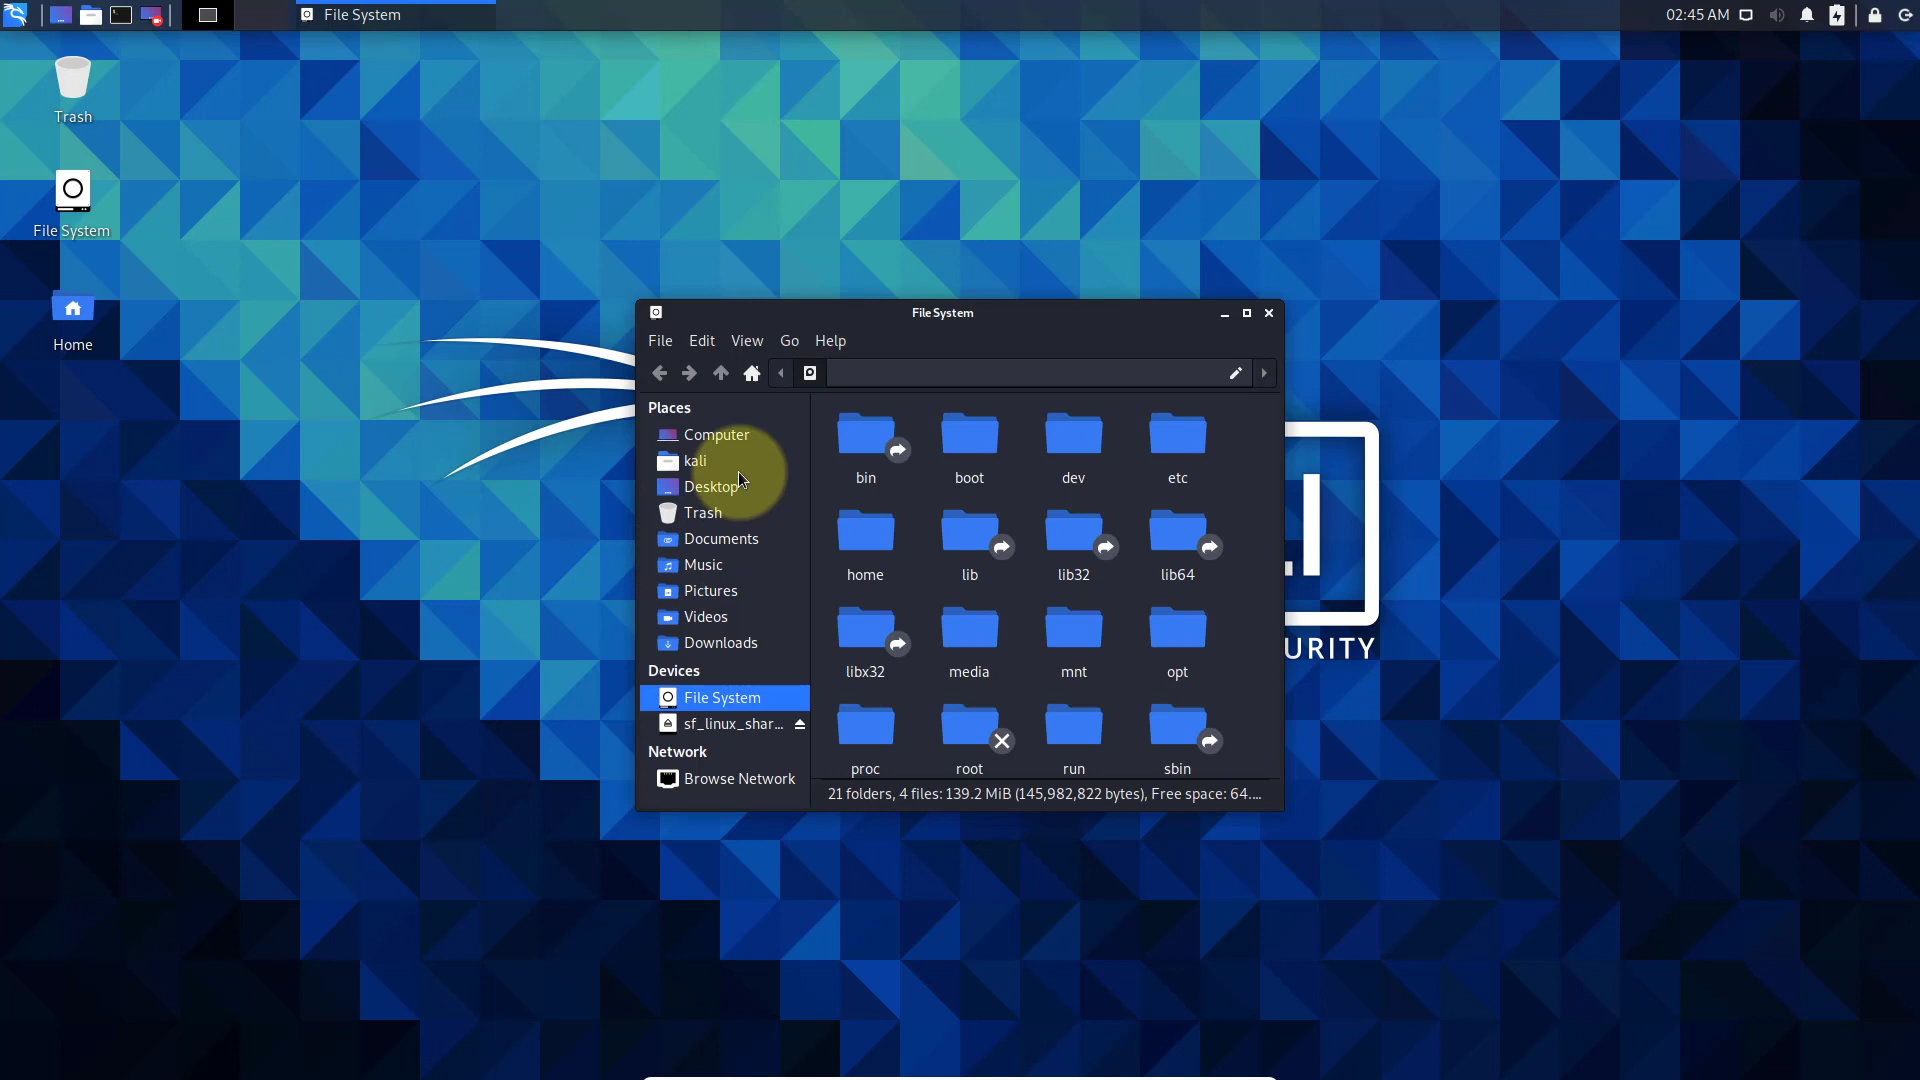 File System
02:45 AM
Trash
File System
Home
File System
File Edit View Go Help
Places
Computer
kali
Desktop
Trash
Documents
Music
Pictures
Videos
Downloads
Devices
File System
sf_linux_shar...
Network
Browse Network
bin boot dev etc
home lib lib32 lib64
libx32 media mnt opt
proc root run sbin
21 folders, 4 files: 139.2 MiB (145,982,822 bytes), Free space: 64....
URITY